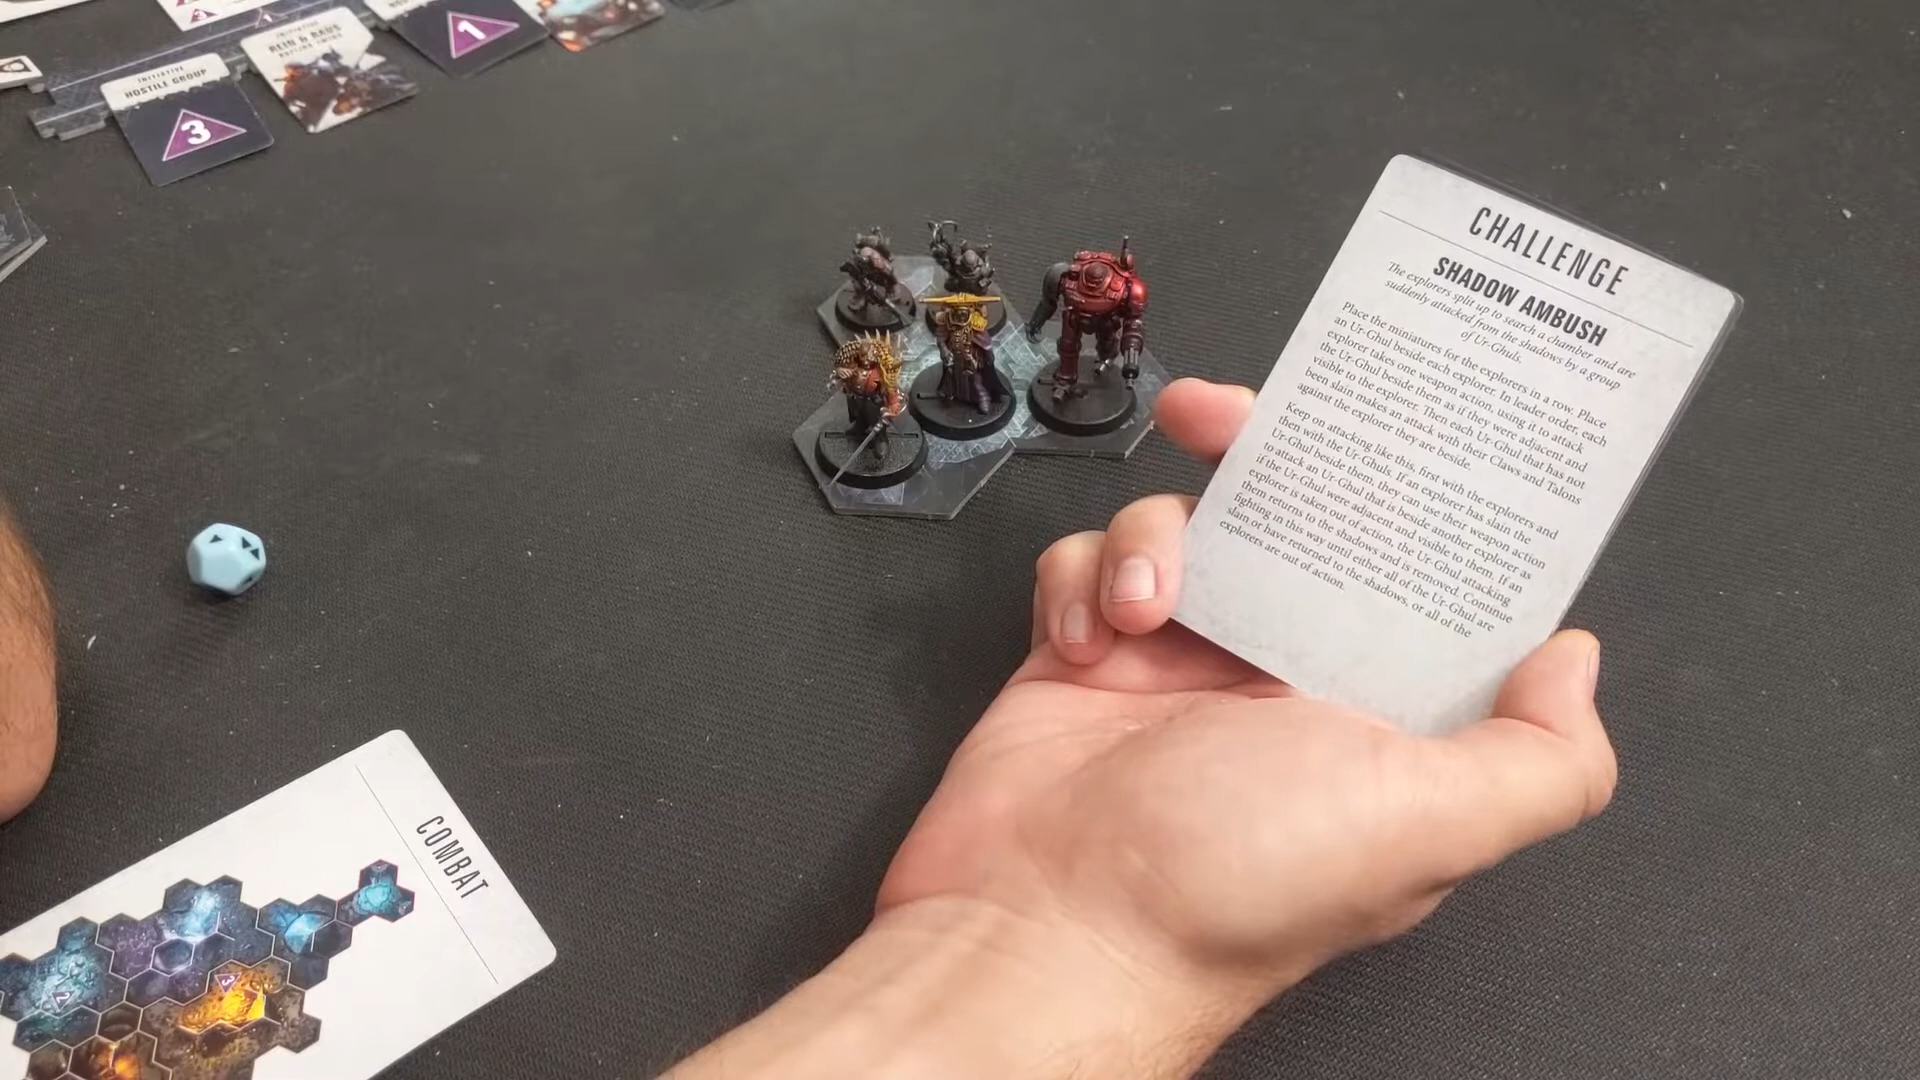 INITIATIVE
REIN & RAUS
RATLING TWINS
1
INITIATIVE
HOSTILE GROUP
3
CHALLENGE
SHADOW AMBUSH
The explorers split up to search a chamber and are
suddenly attacked from the shadows by a group
of Ur-Ghuls.
Place the miniatures for the explorers in a row. Place
an Ur-Ghul beside each explorer. In leader order, each
explorer takes one weapon action, using it to attack
the Ur-Ghul beside them as if they were adjacent and
visible to the explorer. Then each Ur-Ghul that has not
been slain makes an attack with their Claws and Talons
against the explorer they are beside.
Keep on attacking like this, first with the explorers and
then with the Ur-Ghuls. If an explorer has slain the
Ur-Ghul beside them, they can use their weapon action
to attack an Ur-Ghul that is beside another explorer as
if the Ur-Ghul were adjacent and visible to them. If an
explorer is taken out of action, the Ur-Ghul attacking
them returns to the shadows and is removed. Continue
fighting in this way until either all of the Ur-Ghul are
slain or have returned to the shadows, or all of the
explorers are out of action.
COMBAT
2
3